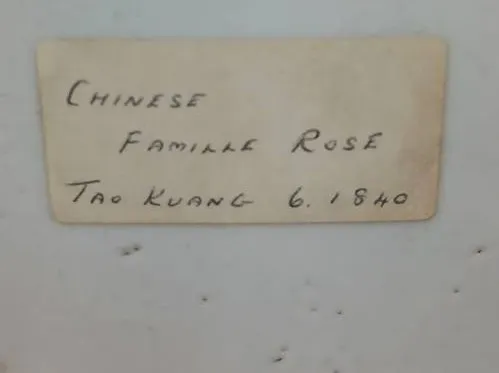 CHINESE
FAMILLE ROSE
TAO KUANG 6. 1840